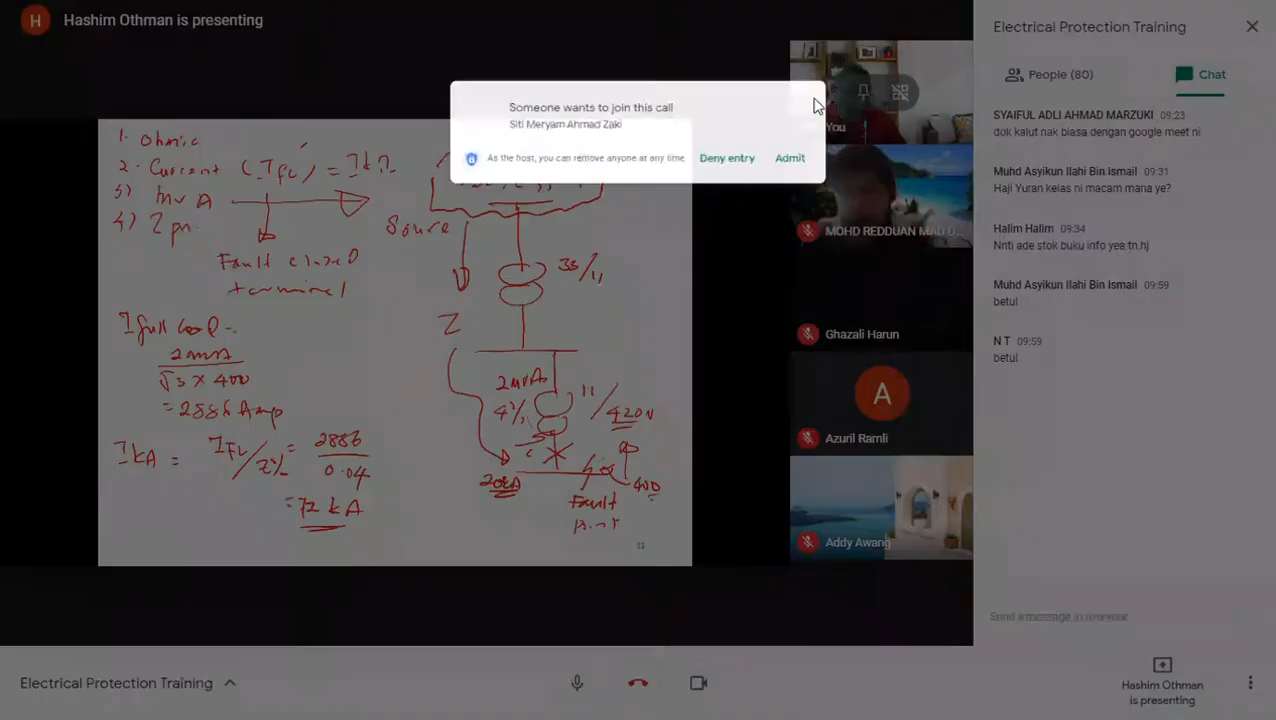 H Hashim Othman is presenting
Electrical Protection Training
People (80)
Chat
Someone wants to join this call
Siti Meryam Ahmad Zaki
As the host, you can remove anyone at any time
Deny entry
Admit
You
SYAIFUL ADLI AHMAD MARZUKI 09:23
dok kalut nak biasa dengan google meet ni
Muhd Asyikun Ilahi Bin Ismail 09:31
Haji Yuran kelas ni macam mana ye?
Halim Halim 09:34
Nnti ade stok buku info yea tn.hj
Muhd Asyikun Ilahi Bin Ismail 09:59
betul
N T 09:59
betul
1. Ohmic
2. Current
3) MVA
4) Z pu.
Fault closed
terminal
I full load =
2 MVA
√3 x 400
= 2886 Amp
IkA = IFL/Z% = 2886
0.04
= 72 kA
Source
33/11
Z
2MVA
4%
11/420V
20kA
400
Fault
point
31
MOHD REDDUAN MAD D...
Ghazali Harun
A
Azuril Ramli
Addy Awang
Send a message to everyone
Electrical Protection Training
Hashim Othman
is presenting